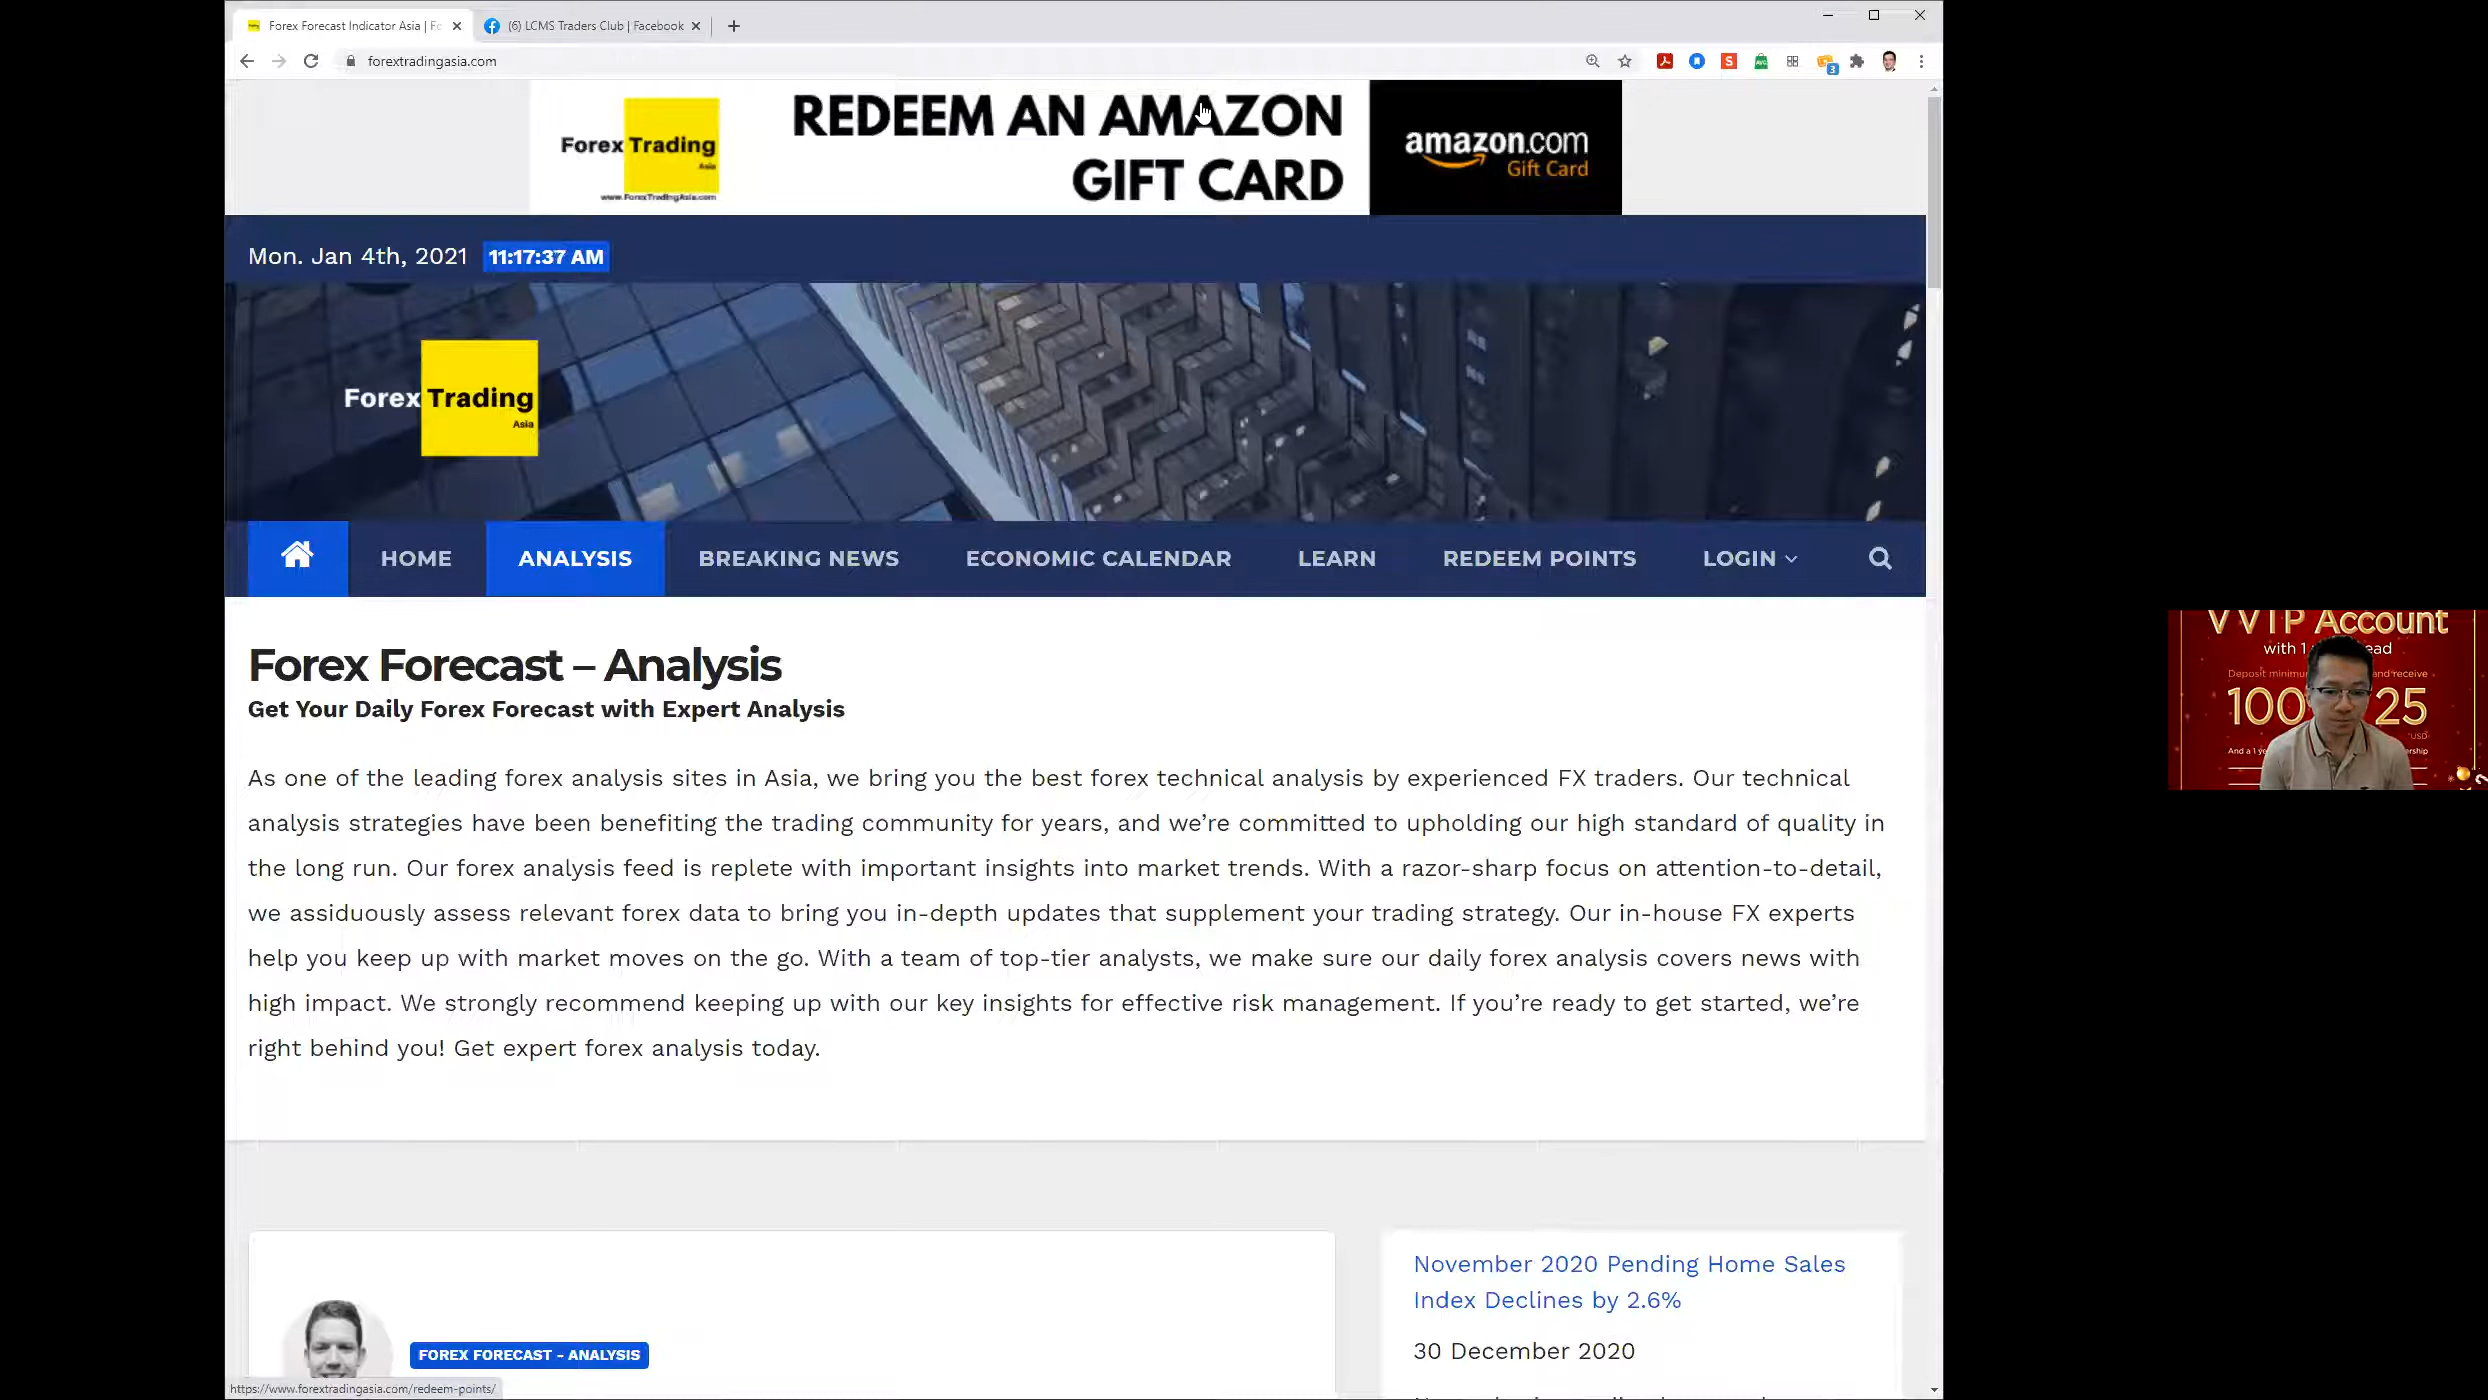 Forex Forecast Indicator Asia | Fo
(6) LCMS Traders Club | Facebook
forextradingasia.com
Forex Trading
Asia
www.ForexTradingAsia.com
REDEEM AN AMAZON
GIFT CARD
amazon.com
Gift Card
Mon. Jan 4th, 2021 11:17:37 AM
Forex Trading
Asia
HOME ANALYSIS BREAKING NEWS ECONOMIC CALENDAR LEARN REDEEM POINTS LOGIN
Forex Forecast – Analysis
Get Your Daily Forex Forecast with Expert Analysis
As one of the leading forex analysis sites in Asia, we bring you the best forex technical analysis by experienced FX traders. Our technical
analysis strategies have been benefiting the trading community for years, and we’re committed to upholding our high standard of quality in
the long run. Our forex analysis feed is replete with important insights into market trends. With a razor-sharp focus on attention-to-detail,
we assiduously assess relevant forex data to bring you in-depth updates that supplement your trading strategy. Our in-house FX experts
help you keep up with market moves on the go. With a team of top-tier analysts, we make sure our daily forex analysis covers news with
high impact. We strongly recommend keeping up with our key insights for effective risk management. If you’re ready to get started, we’re
right behind you! Get expert forex analysis today.
FOREX FORECAST - ANALYSIS
November 2020 Pending Home Sales
Index Declines by 2.6%
30 December 2020
https://www.forextradingasia.com/redeem-points/
VVIP Account
with 1
Deposit minimu and receive
100 25
USD
And a 1 ye